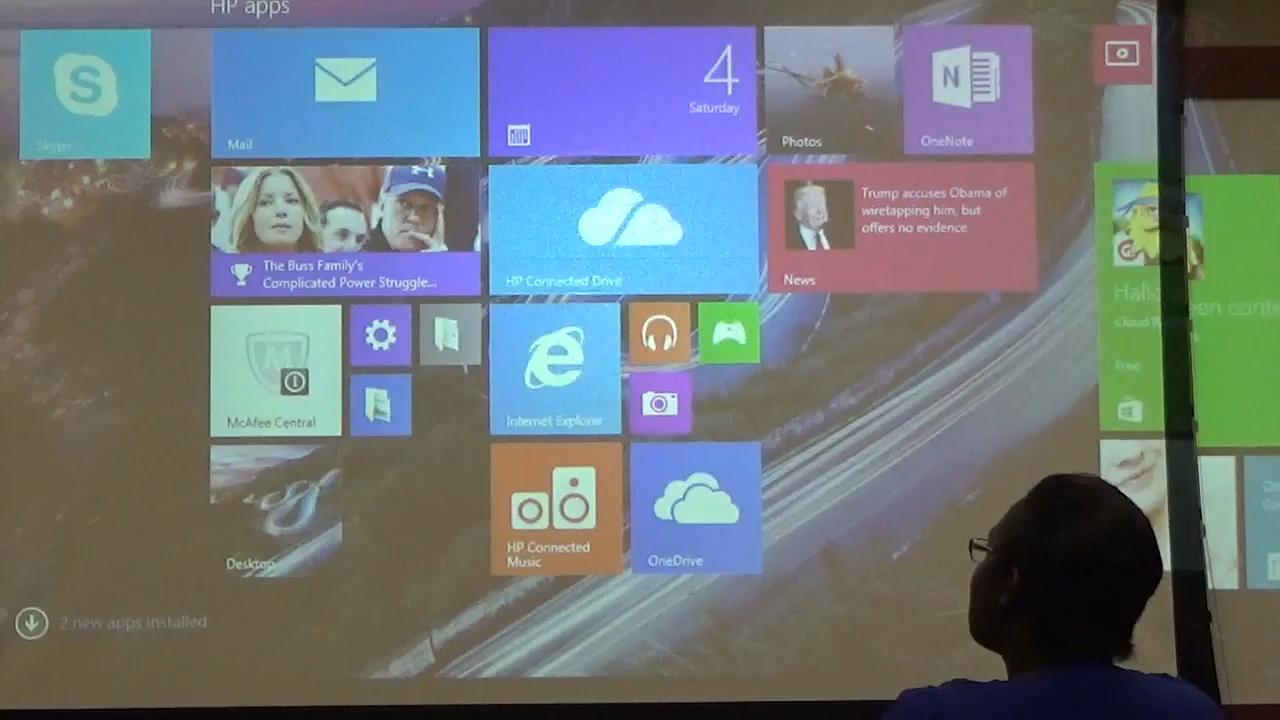 HP apps
Skype
Mail
4
Saturday
Photos
N
OneNote
The Buss Family's
Complicated Power Struggle...
HP Connected Drive
Trump accuses Obama of
wiretapping him, but
offers no evidence
News
McAfee Central
Internet Explorer
Free
Desktop
HP Connected
Music
OneDrive
2 new apps installed